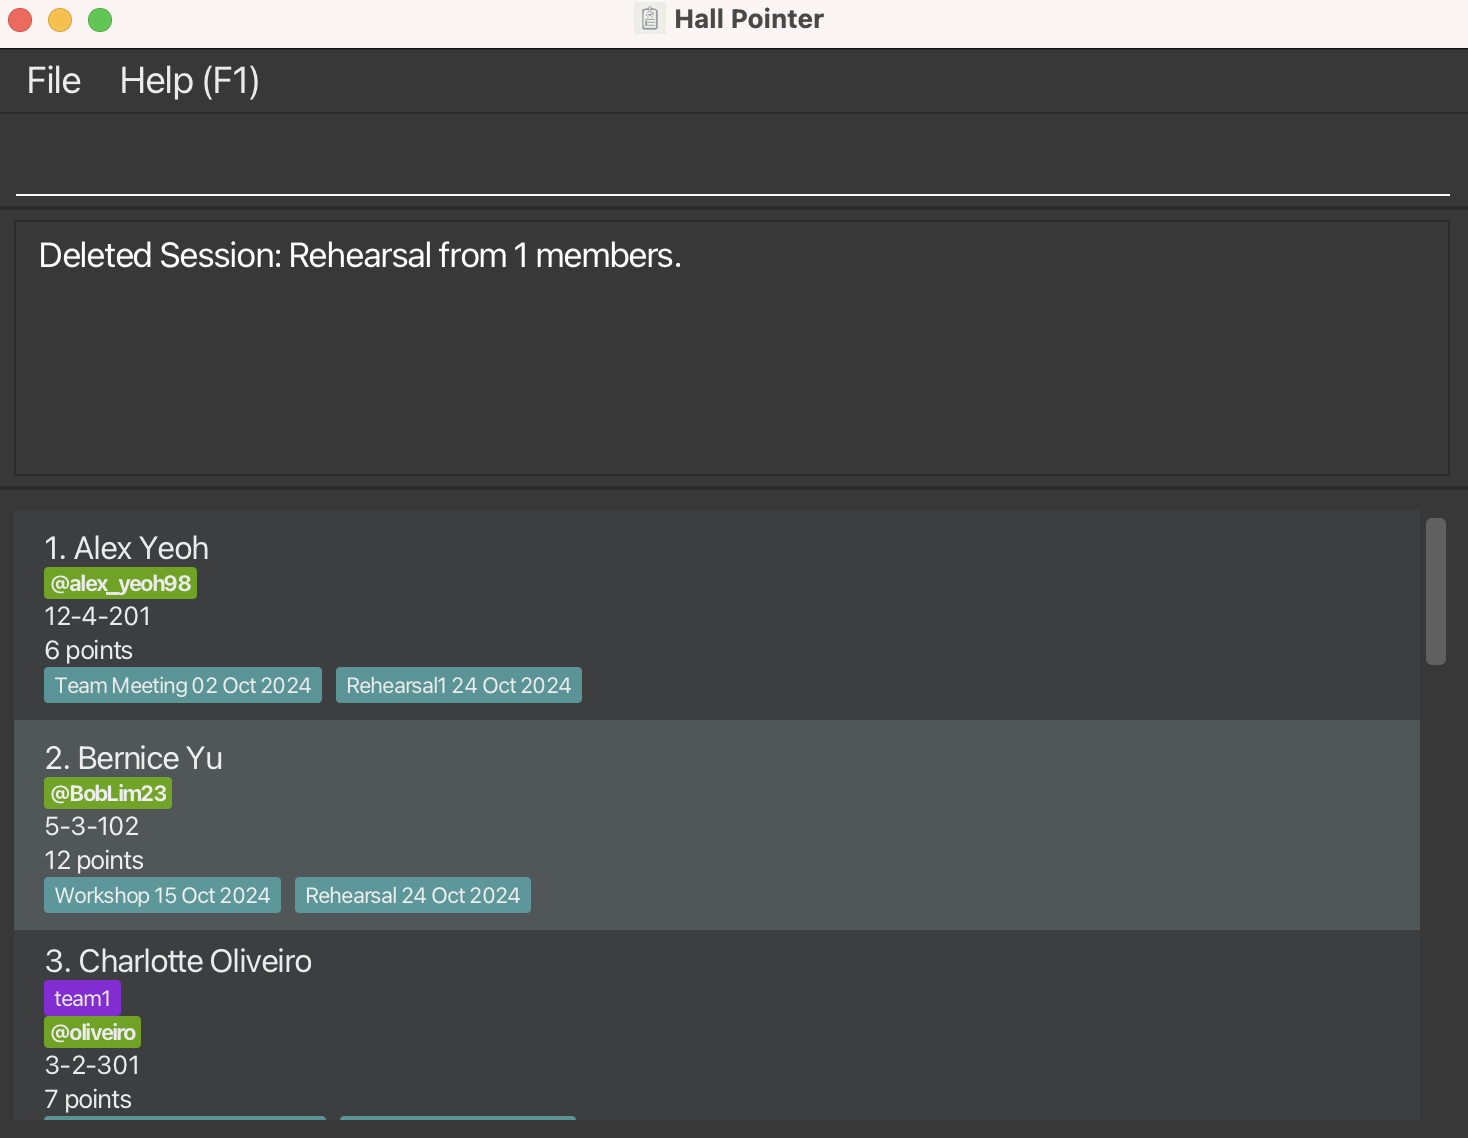 Hall Pointer
File Help (F1)
Deleted Session: Rehearsal from 1 members.
1. Alex Yeoh
@alex_yeoh98
12-4-201
6 points
Team Meeting 02 Oct 2024 Rehearsal1 24 Oct 2024
2. Bernice Yu
@BobLim23
5-3-102
12 points
Workshop 15 Oct 2024 Rehearsal 24 Oct 2024
3. Charlotte Oliveiro
team1
@oliveiro
3-2-301
7 points